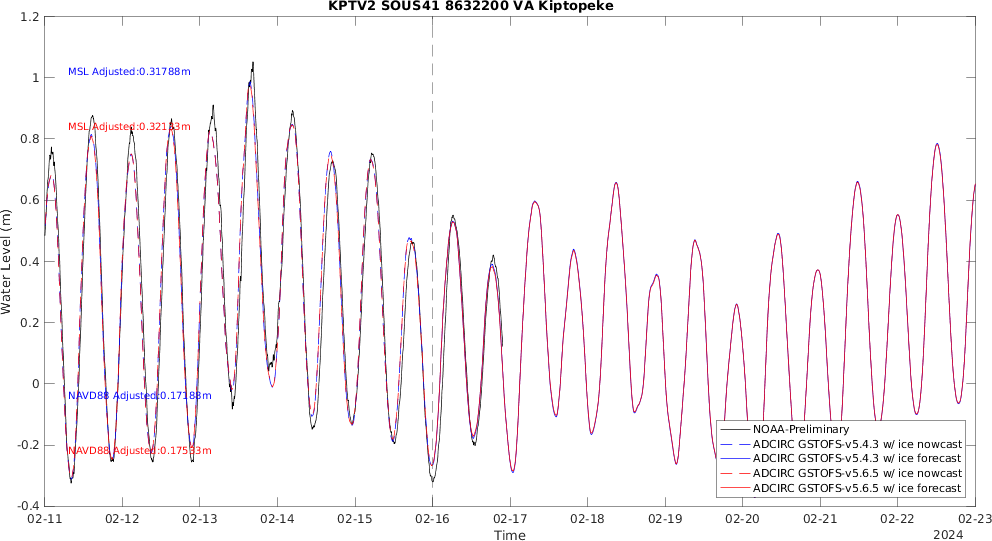 KPTV2 SOUS41 8632200 VA Kiptopeke
1.2
1
0.8
0.6
0.4
0.2
0
-0.2
-0.4
Water Level (m)
MSL Adjusted:0.31788m
MSL Adjusted:0.32133m
NAVD88 Adjusted:0.17188m
NAVD88 Adjusted:0.17533m
NOAA-Preliminary
ADCIRC GSTOFS-v5.4.3 w/ ice nowcast
ADCIRC GSTOFS-v5.4.3 w/ ice forecast
ADCIRC GSTOFS-v5.6.5 w/ ice nowcast
ADCIRC GSTOFS-v5.6.5 w/ ice forecast
02-11 02-12 02-13 02-14 02-15 02-16 02-17 02-18 02-19 02-20 02-21 02-22 02-23
Time
2024